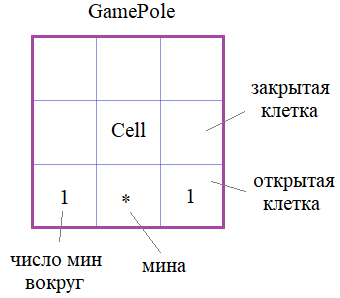 GamePole
закрытая
клетка
Cell
открытая
клетка
1
*
1
число мин
вокруг
мина